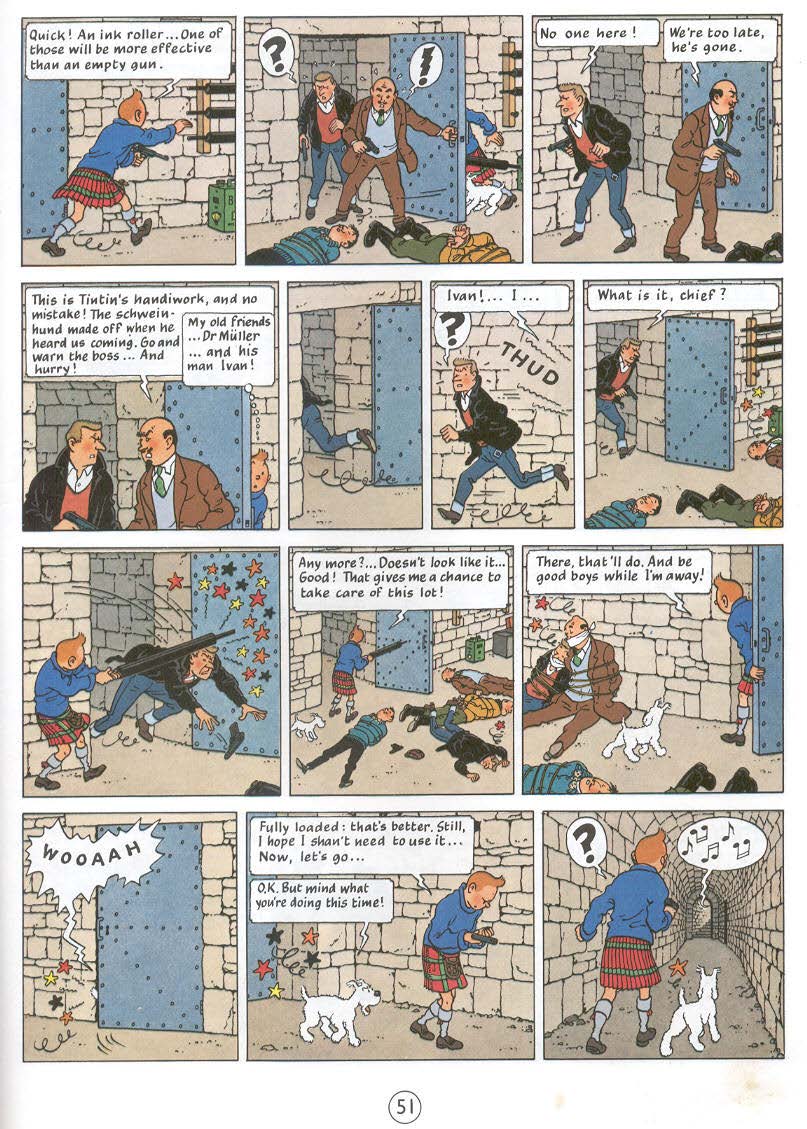 Quick! An ink roller...One of
those will be more effective
than an empty gun.
?
!
No one here!
We're too late,
he's gone.
This is Tintin's handiwork, and no
mistake! The schwein-
hund made off when he
heard us coming. Go and
warn the boss... And
hurry!
My old friends
...Dr Müller
... and his
man Ivan!
Ivan!... I ...
?
THUD
What is it, chief?
Any more?... Doesn't look like it...
Good! That gives me a chance to
take care of this lot!
There, that'll do. And be
good boys while I'm away!
WOOAAH
Fully loaded: that's better. Still,
I hope I shan't need to use it...
Now, let's go...
O.K. But mind what
you're doing this time!
?
51